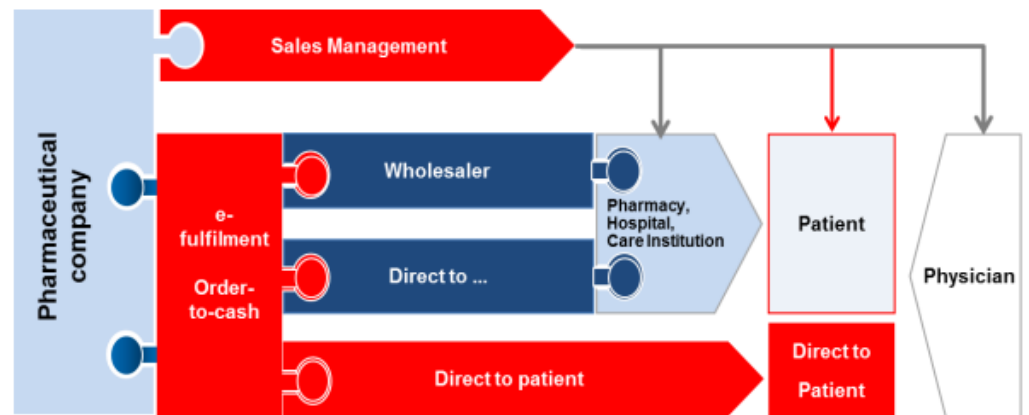 Pharmaceutical
company
Sales Management
e-
fulfilment
Order-
to-cash
Wholesaler
Direct to ...
Direct to patient
Pharmacy,
Hospital,
Care Institution
Patient
Direct to
Patient
Physician